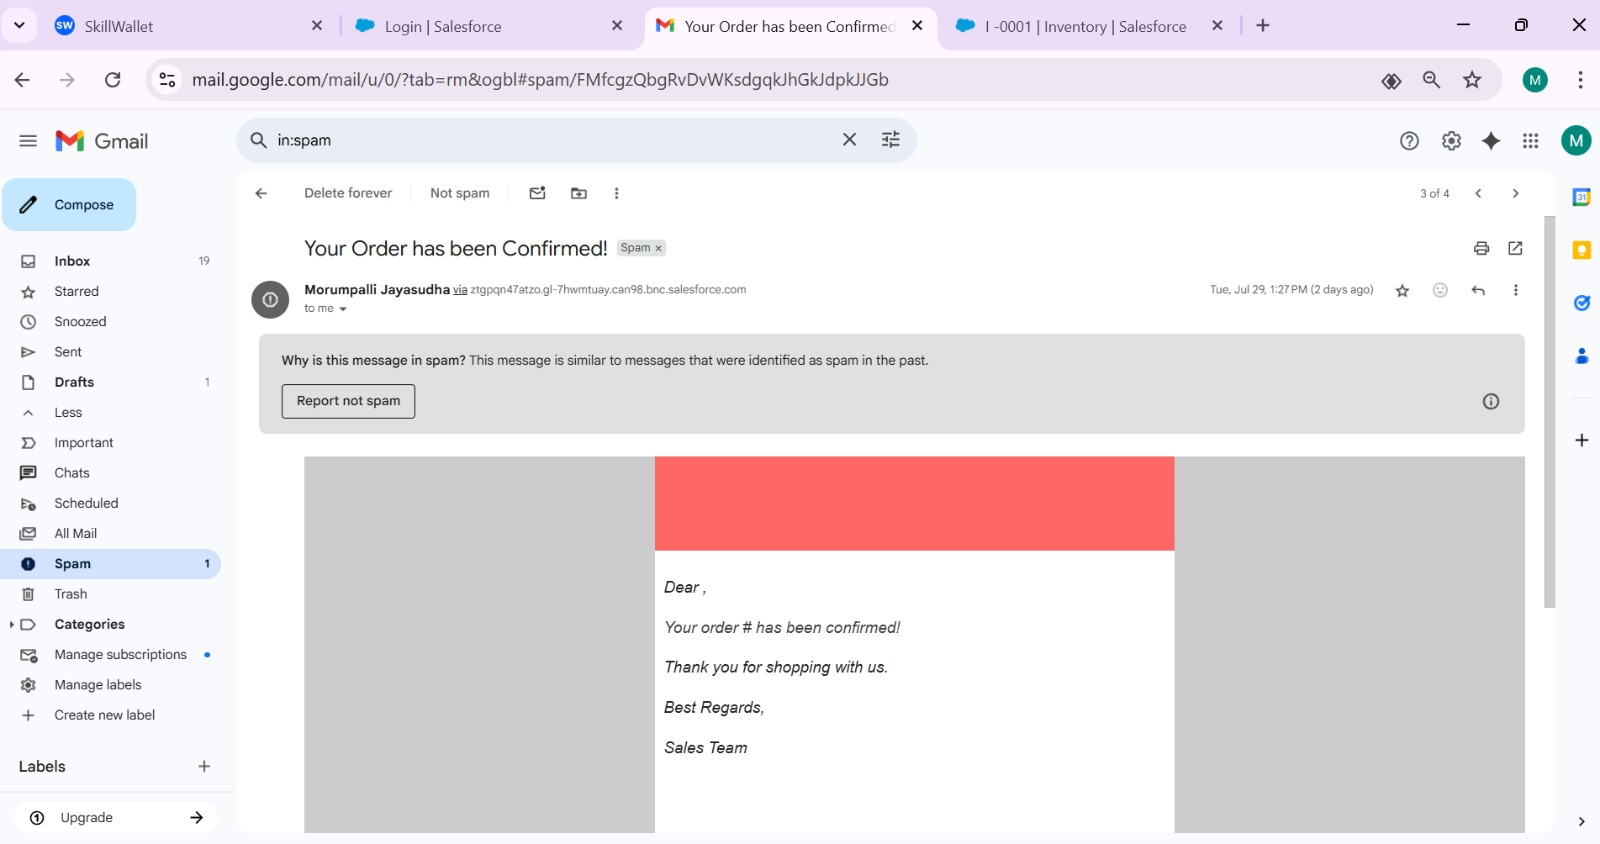 SW SkillWallet
Login | Salesforce
Your Order has been Confirmed
I -0001 | Inventory | Salesforce
mail.google.com/mail/u/0/?tab=rm&ogbl#spam/FMfcgzQbgRvDvWKsdgqkJhGkJdpkJJGb
M
Gmail
in:spam
M
Compose
Delete forever
Not spam
3 of 4
31
Your Order has been Confirmed!
Spam ×
Inbox 19
Starred
Snoozed
Sent
Drafts 1
Less
Important
Chats
Scheduled
All Mail
Spam 1
Trash
Categories
Manage subscriptions
Manage labels
Create new label
Labels
Upgrade
Morumpalli Jayasudha via ztgpqn47atzo.gl-7hwmtuay.can98.bnc.salesforce.com
to me
Tue, Jul 29, 1:27 PM (2 days ago)
Why is this message in spam? This message is similar to messages that were identified as spam in the past.
Report not spam
Dear ,
Your order # has been confirmed!
Thank you for shopping with us.
Best Regards,
Sales Team